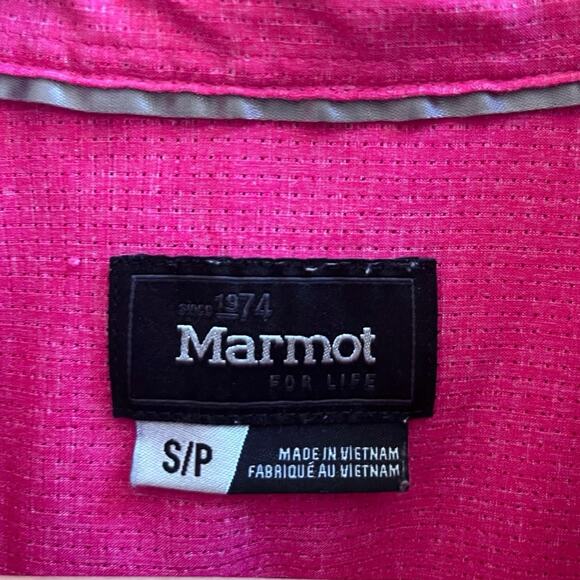 SINCE 1974
Marmot
FOR LIFE
S/P
MADE IN VIETNAM
FABRIQUÉ AU VIETNAM